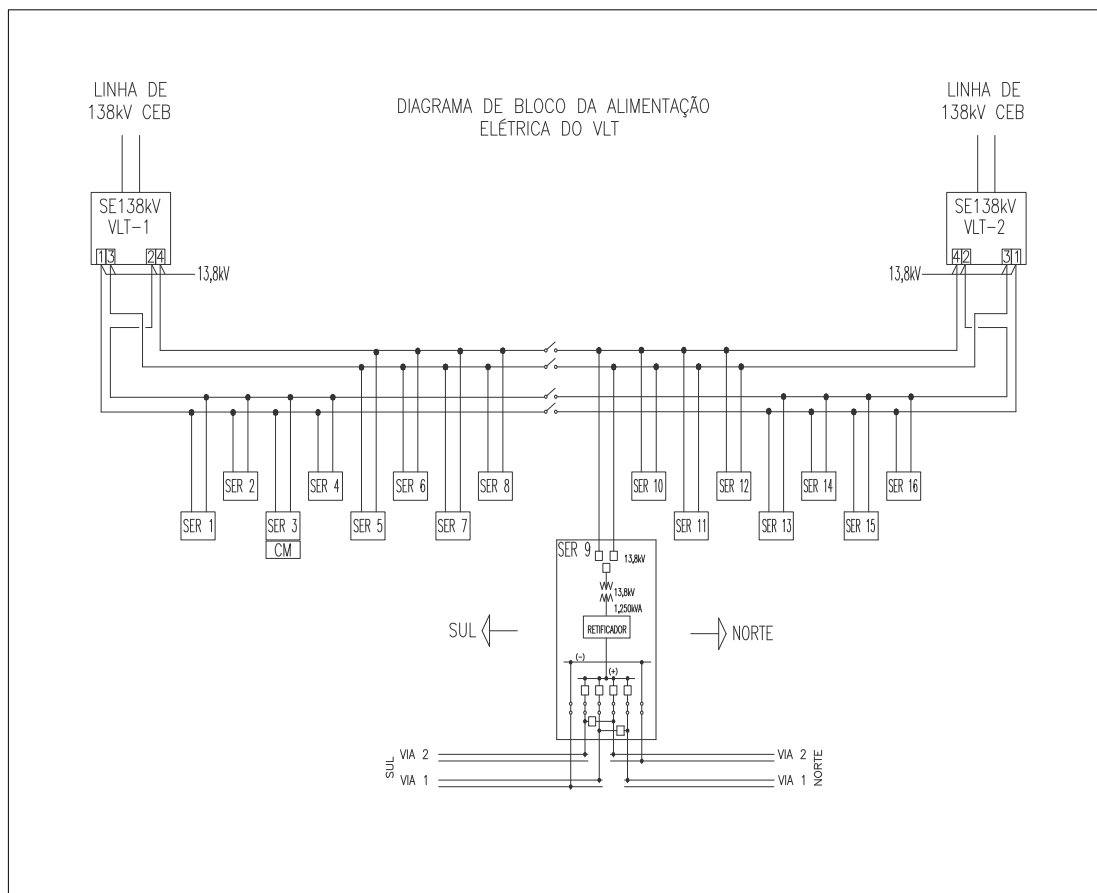 LINHA DE
138kV CEB
DIAGRAMA DE BLOCO DA ALIMENTAÇÃO
ELÉTRICA DO VLT
LINHA DE
138kV CEB
SE138kV
VLT-1
1 3 2 4
13,8kV
SE138kV
VLT-2
4 2 3 1
13,8kV
SER 2
SER 4
SER 6
SER 8
SER 10
SER 12
SER 14
SER 16
SER 1
SER 3
CM
SER 5
SER 7
SER 11
SER 13
SER 15
SER 9
13,8kV
13,8kV
1,250kVA
RETIFICADOR
(-)
(+)
SUL
NORTE
SUL
VIA 2
VIA 1
VIA 2
VIA 1
NORTE